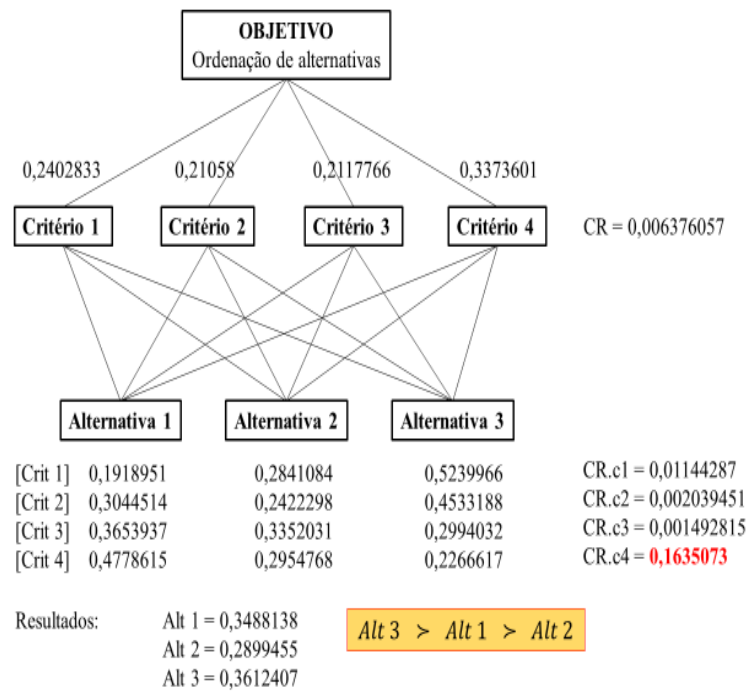 OBJETIVO
Ordenação de alternativas
0,2402833 0,21058 0,2117766 0,3373601
Critério 1 Critério 2 Critério 3 Critério 4 CR = 0,006376057
Alternativa 1 Alternativa 2 Alternativa 3
[Crit 1] 0,1918951 0,2841084 0,5239966 CR.c1 = 0,01144287
[Crit 2] 0,3044514 0,2422298 0,4533188 CR.c2 = 0,002039451
[Crit 3] 0,3653937 0,3352031 0,2994032 CR.c3 = 0,001492815
[Crit 4] 0,4778615 0,2954768 0,2266617 CR.c4 = 0,1635073
Resultados: Alt 1 = 0,3488138
Alt 3 > Alt 1 > Alt 2
Alt 2 = 0,2899455
Alt 3 = 0,3612407